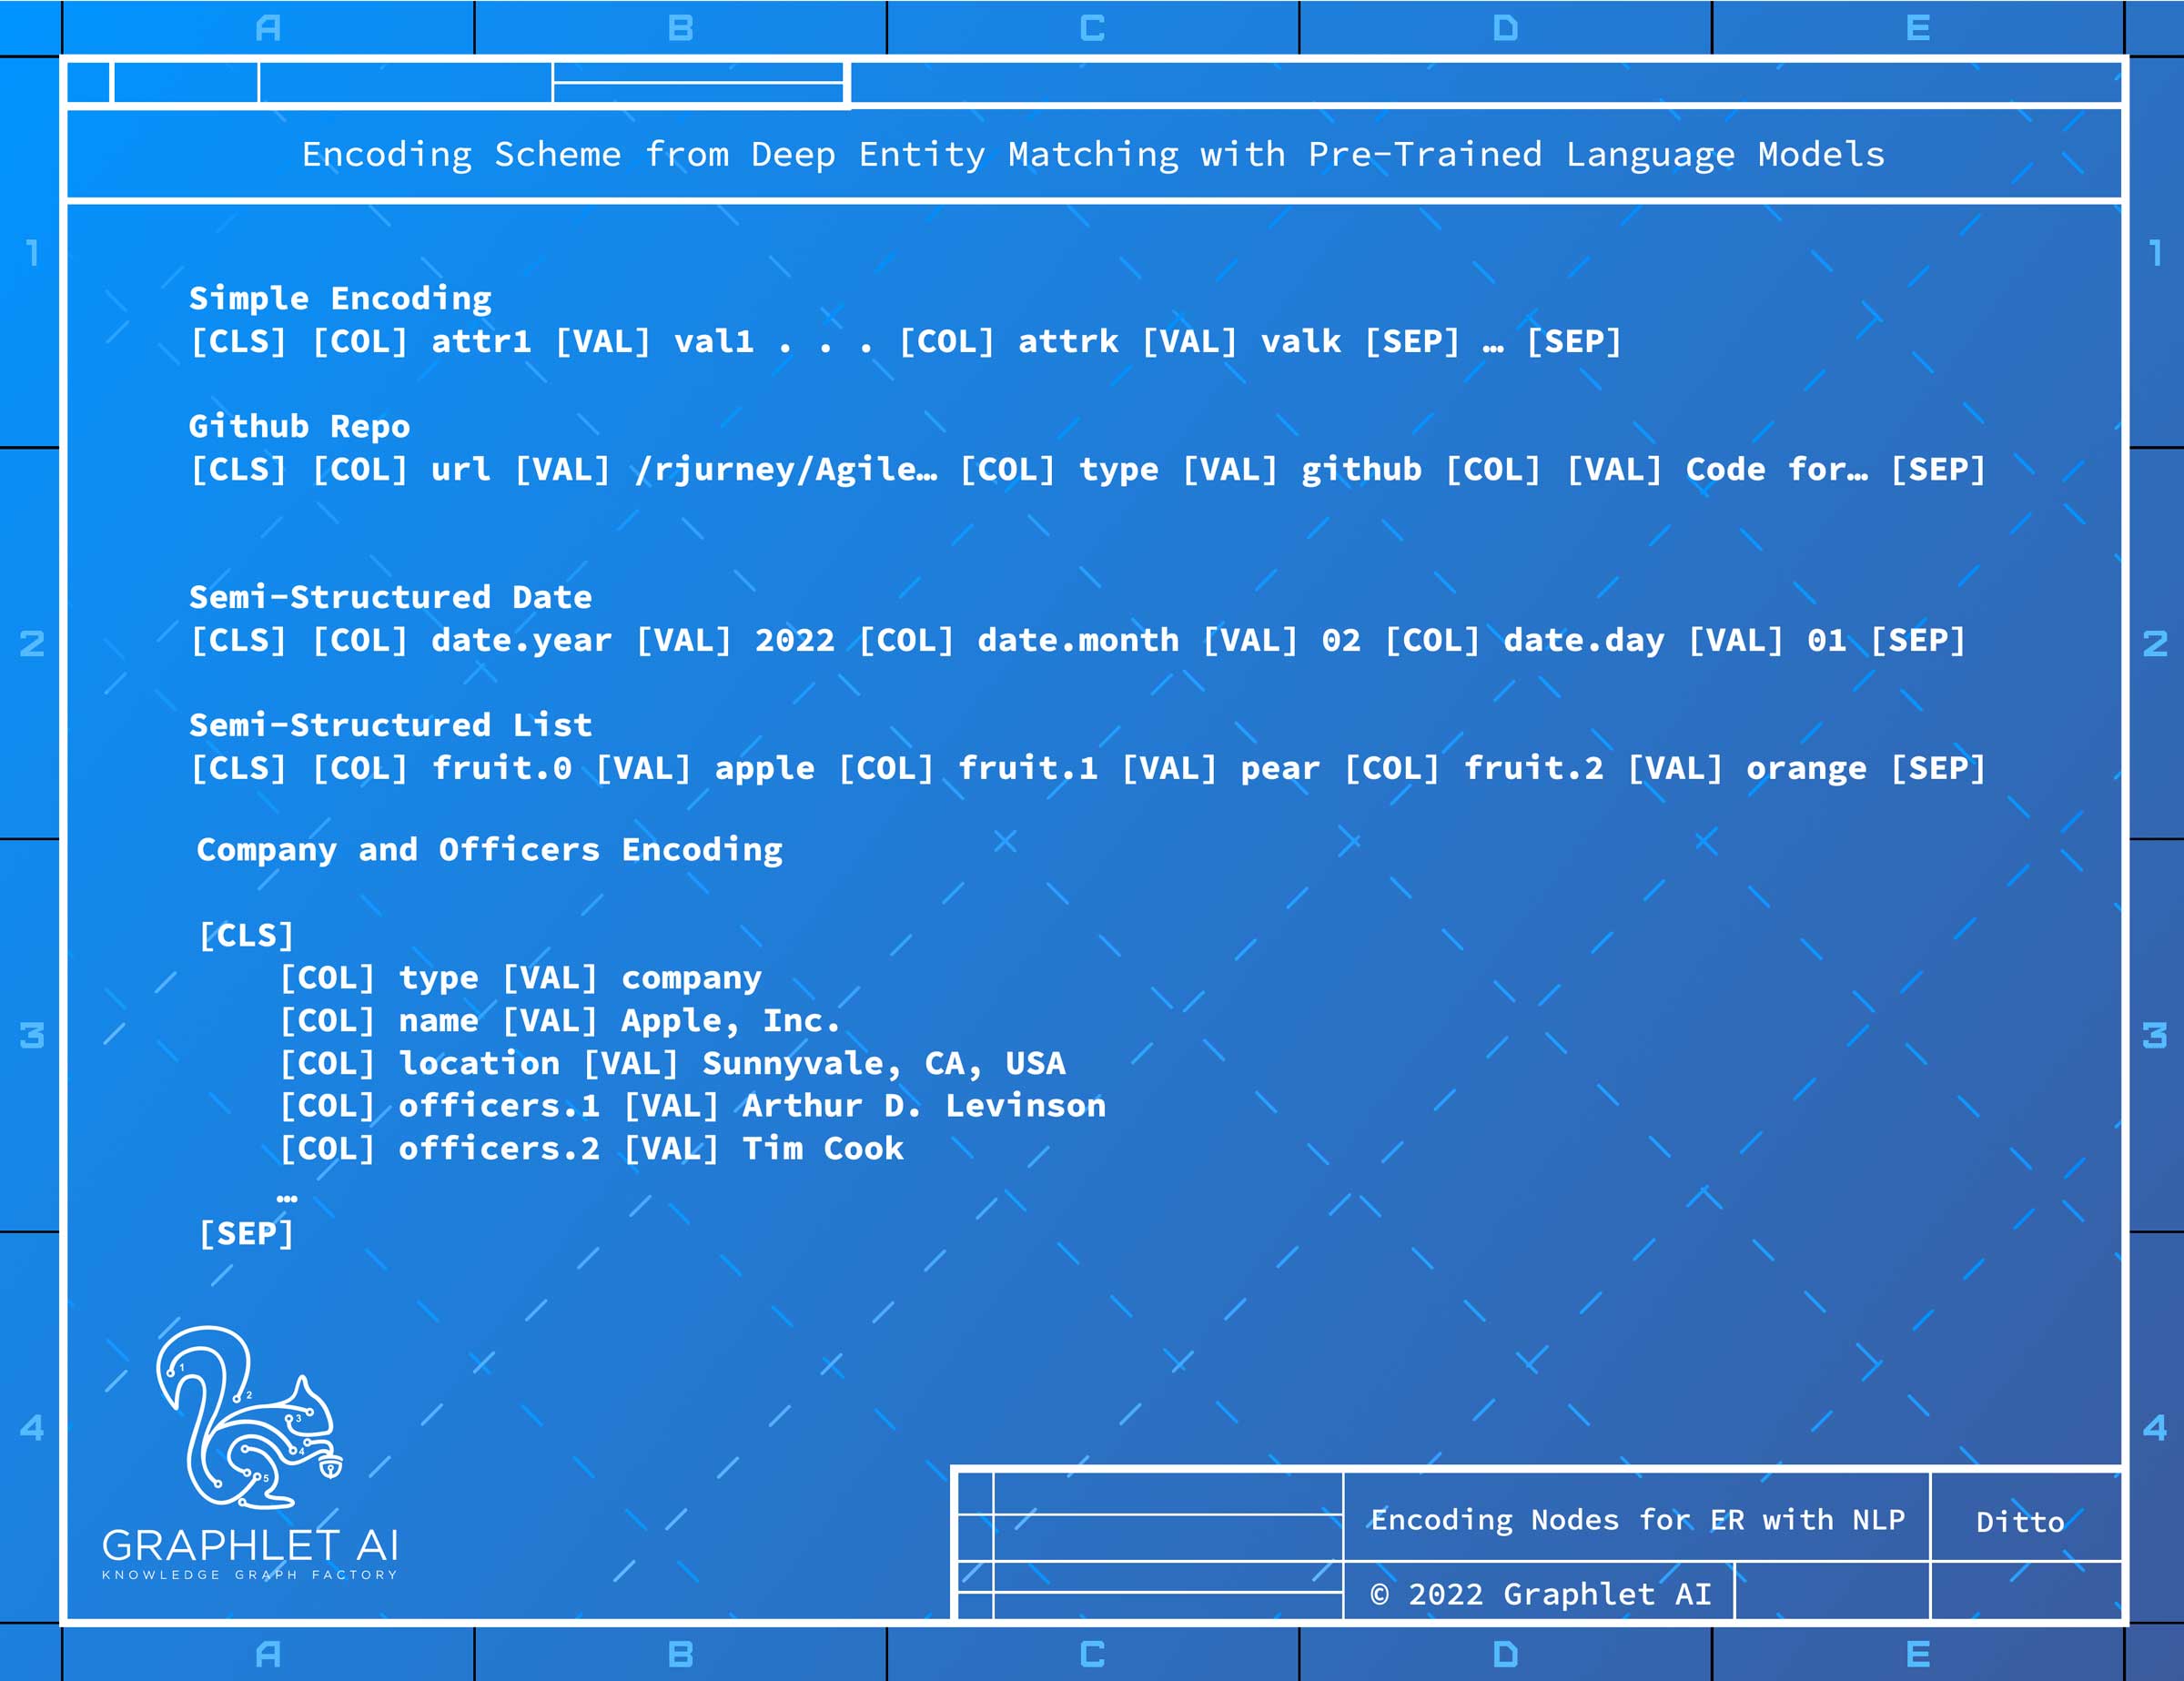 A B C D E
Encoding Scheme from Deep Entity Matching with Pre-Trained Language Models
1 1
Simple Encoding
[CLS] [COL] attr1 [VAL] val1 . . . [COL] attrk [VAL] valk [SEP] … [SEP]
Github Repo
[CLS] [COL] url [VAL] /rjurney/Agile… [COL] type [VAL] github [COL] [VAL] Code for… [SEP]
Semi-Structured Date
[CLS] [COL] date.year [VAL] 2022 [COL] date.month [VAL] 02 [COL] date.day [VAL] 01 [SEP]
2 2
Semi-Structured List
[CLS] [COL] fruit.0 [VAL] apple [COL] fruit.1 [VAL] pear [COL] fruit.2 [VAL] orange [SEP]
Company and Officers Encoding
[CLS]
[COL] type [VAL] company
[COL] name [VAL] Apple, Inc.
3 3
[COL] location [VAL] Sunnyvale, CA, USA
[COL] officers.1 [VAL] Arthur D. Levinson
[COL] officers.2 [VAL] Tim Cook
…
[SEP]
1
2
3
4 4
4
5
GRAPHLET AI
KNOWLEDGE GRAPH FACTORY
Encoding Nodes for ER with NLP
Ditto
© 2022 Graphlet AI
A B C D E